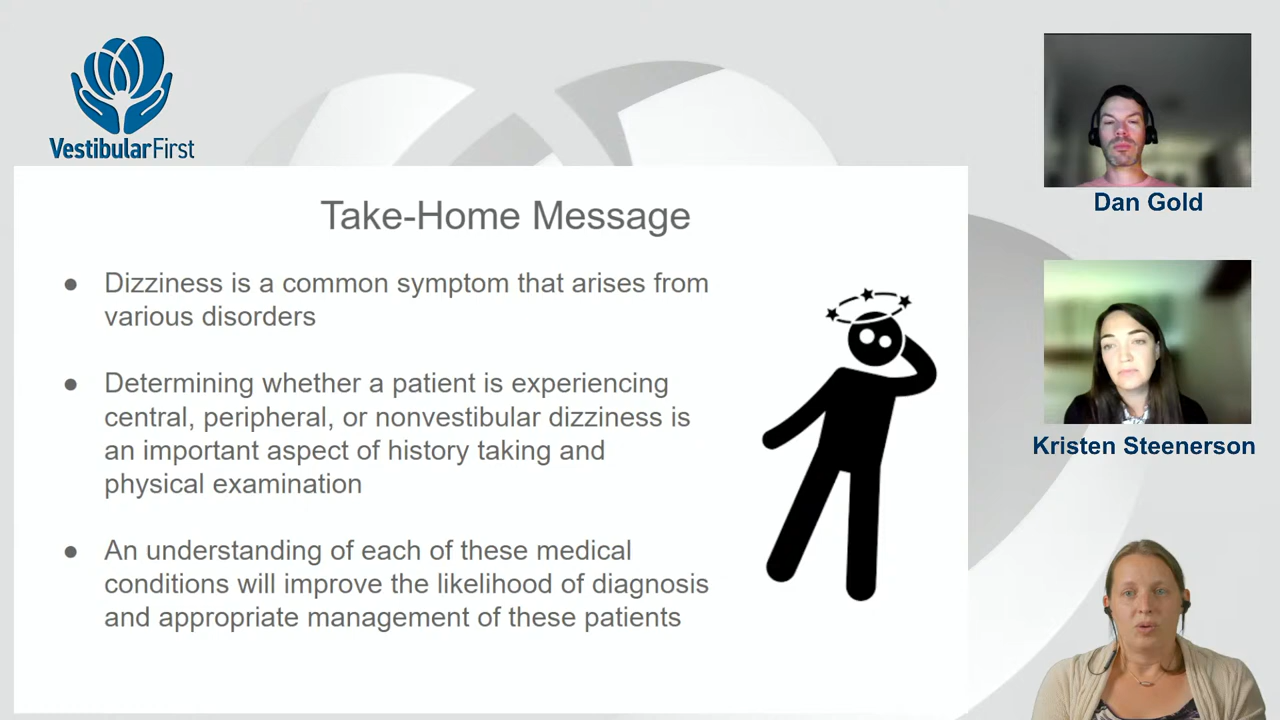 VestibularFirst
Take-Home Message
● Dizziness is a common symptom that arises from
various disorders
● Determining whether a patient is experiencing
central, peripheral, or nonvestibular dizziness is
an important aspect of history taking and
physical examination
● An understanding of each of these medical
conditions will improve the likelihood of diagnosis
and appropriate management of these patients
Dan Gold
Kristen Steenerson